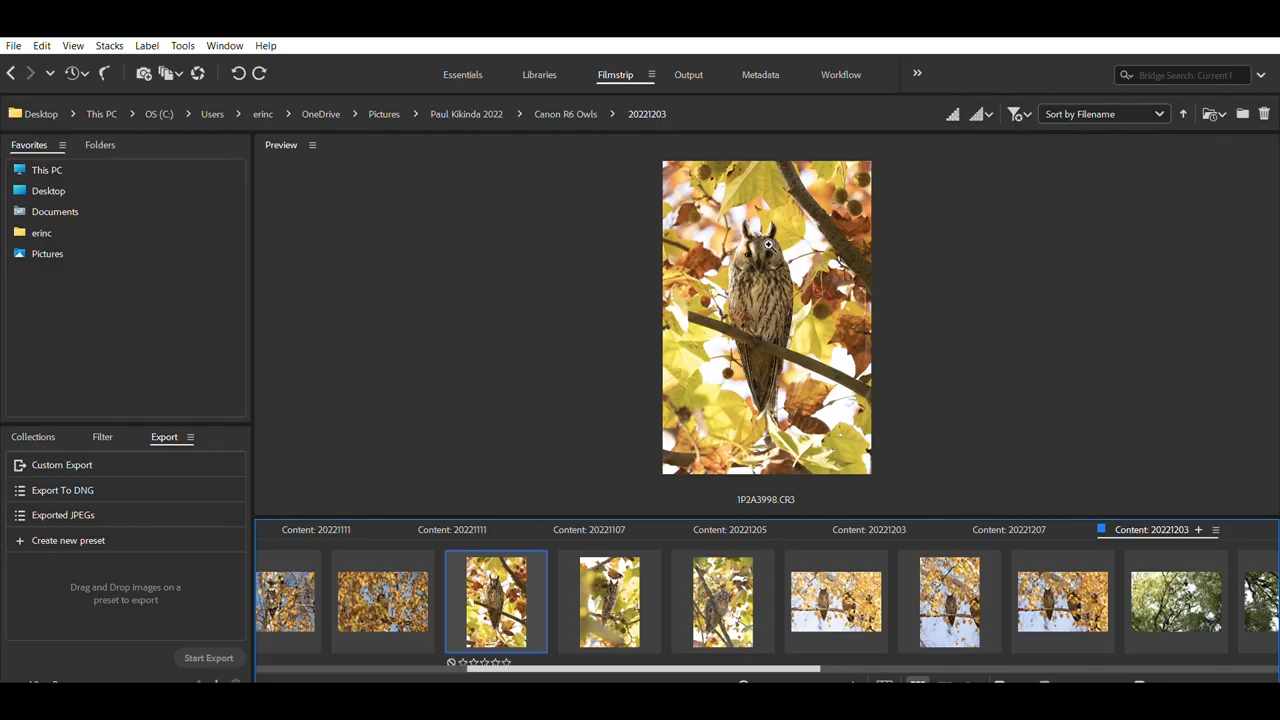 File Edit View Stacks Label Tools Window Help
Essentials Libraries Filmstrip Output Metadata Workflow Bridge Search: Current
Desktop This PC OS (C:) Users erinc OneDrive Pictures Paul Kikinda 2022 Canon R6 Owls 20221203 Sort by Filename
Favorites Folders
Preview
This PC
Desktop
Documents
erinc
Pictures
Collections Filter Export
Custom Export
Export To DNG
Exported JPEGs
Create new preset
Drag and Drop images on a
preset to export
Start Export
1P2A3998.CR3
Content: 20221111 Content: 20221111 Content: 20221107 Content: 20221205 Content: 20221203 Content: 20221207 Content: 20221203